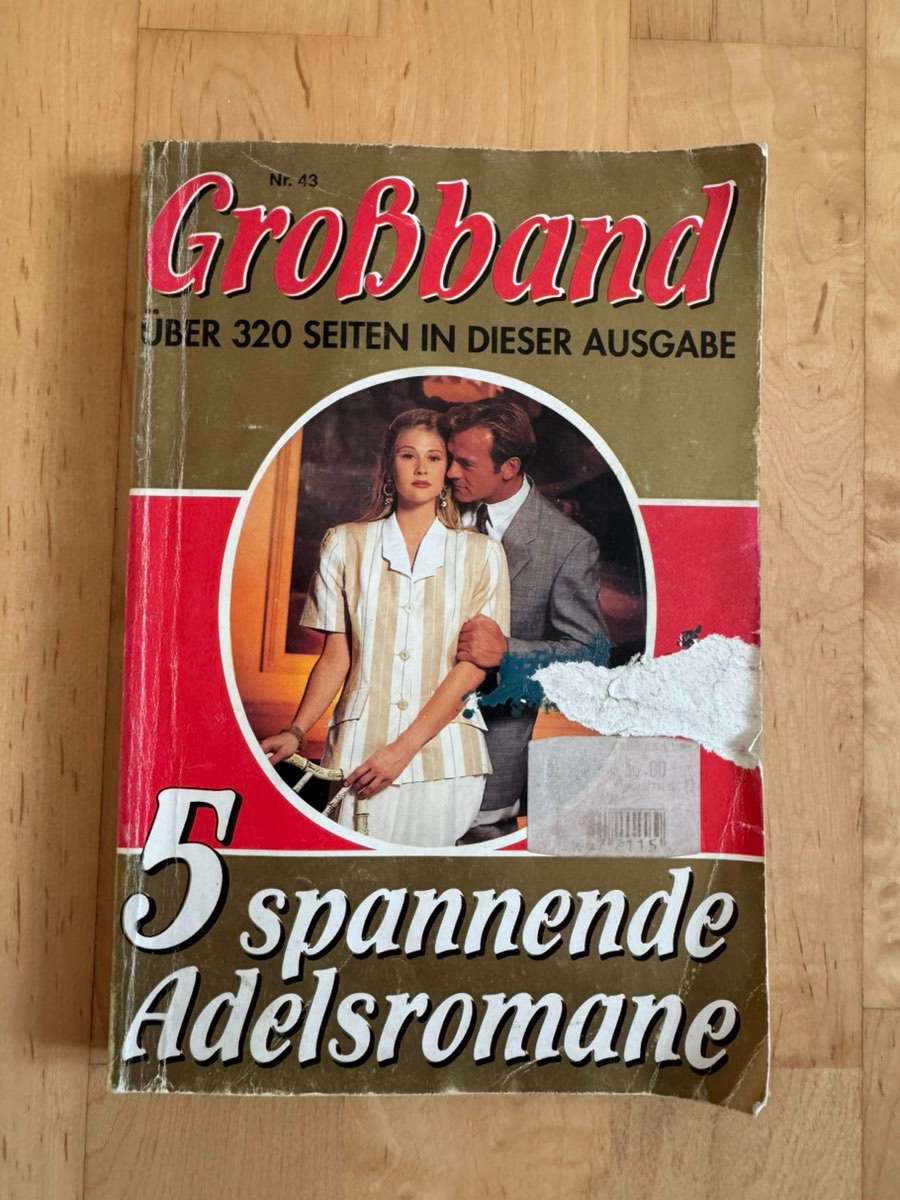 Nr. 43
Großband
ÜBER 320 SEITEN IN DIESER AUSGABE
5 spannende
Adelsromane